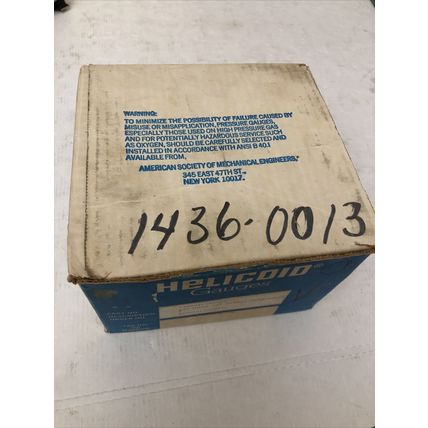 WARNING:
TO MINIMIZE THE POSSIBILITY OF FAILURE CAUSED BY
MISUSE OR MISAPPLICATION, PRESSURE GAUGES,
ESPECIALLY THOSE USED ON HIGH PRESSURE GAS
AND FOR POTENTIALLY HAZARDOUS SERVICE SUCH
AS OXYGEN, SHOULD BE CAREFULLY SELECTED AND
INSTALLED IN ACCORDANCE WITH ANSI B 40.1
AVAILABLE FROM,
AMERICAN SOCIETY OF MECHANICAL ENGINEERS,
345 EAST 47TH ST.,
NEW YORK 10017.
1436-0013
HELICOID®
Gauges